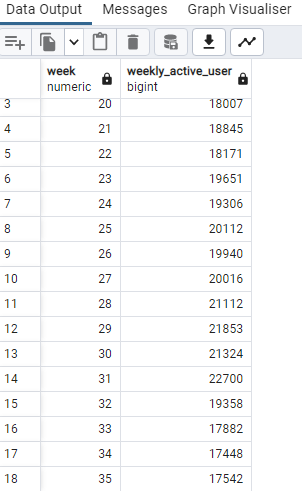 Data Output Messages Graph Visualiser
week weekly_active_user
numeric bigint
3 20 18007
4 21 18845
5 22 18171
6 23 19651
7 24 19306
8 25 20112
9 26 19940
10 27 20016
11 28 21112
12 29 21853
13 30 21324
14 31 22700
15 32 19358
16 33 17882
17 34 17448
18 35 17542